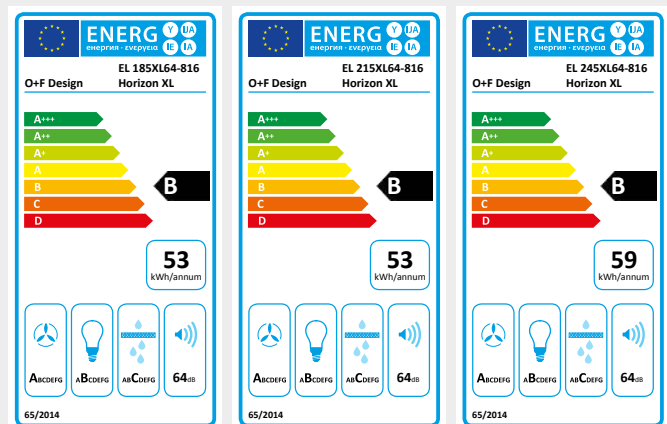 ENERG Y IJA
енергия · ενεργεια IE IA
EL 185XL64-816
O+F Design Horizon XL
A+++
A++
A+
A
B
C
D
B
53
kWh/annum
ABCDEFG
ABCDEFG
ABCDEFG
64dB
65/2014
ENERG Y IJA
енергия · ενεργεια IE IA
EL 215XL64-816
O+F Design Horizon XL
A+++
A++
A+
A
B
C
D
B
53
kWh/annum
ABCDEFG
ABCDEFG
ABCDEFG
64dB
65/2014
ENERG Y IJA
енергия · ενεργεια IE IA
EL 245XL64-816
O+F Design Horizon XL
A+++
A++
A+
A
B
C
D
B
59
kWh/annum
ABCDEFG
ABCDEFG
ABCDEFG
64dB
65/2014